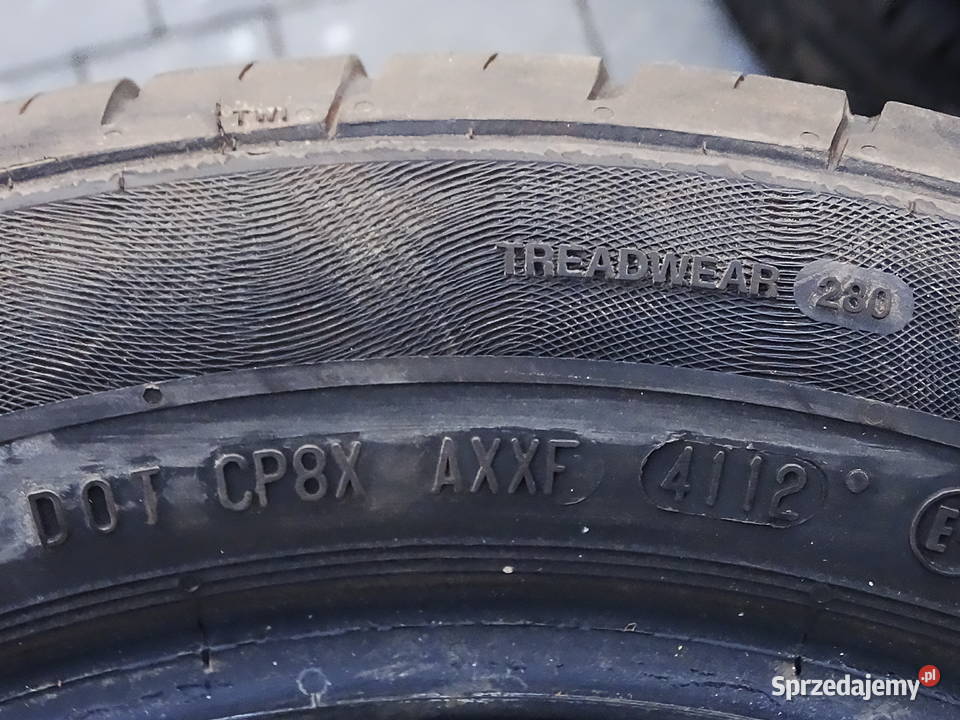 TWI
TREADWEAR 280
DOT CP8X AXXF 4112
E
Sprzedajemy.pl